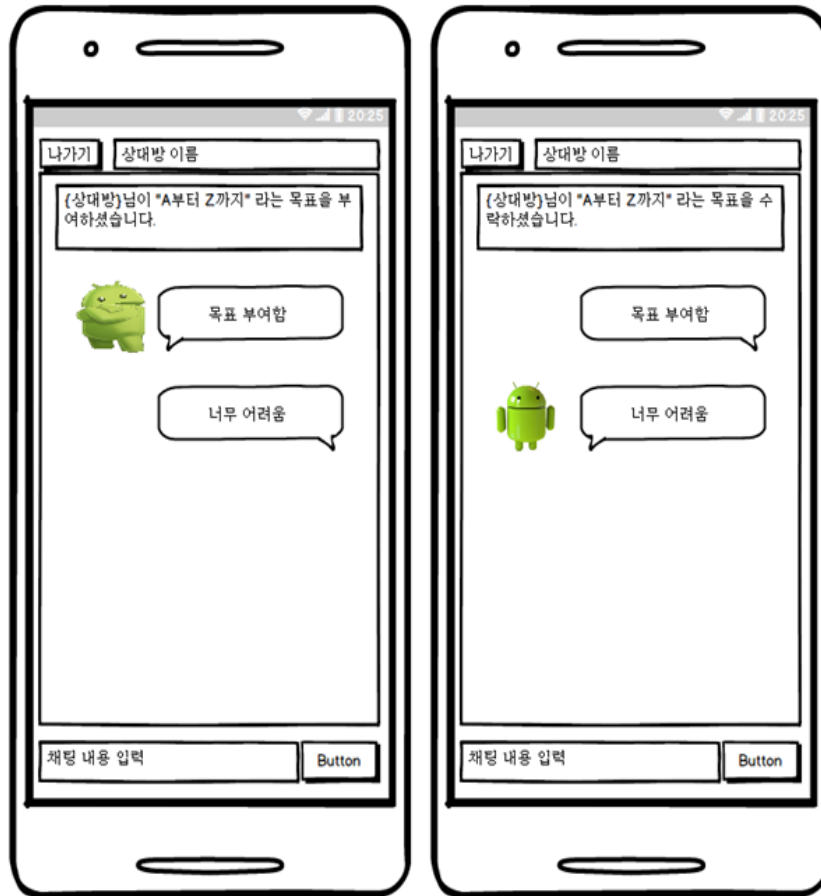 20:25
나가기
상대방 이름
{상대방}님이 "A부터 Z까지" 라는 목표을 부
여하셨습니다.
목표 부여함
너무 어려움
채팅 내용 입력
Button
20:25
나가기
상대방 이름
{상대방}님이 "A부터 Z까지" 라는 목표을 수
락하셨습니다.
목표 부여함
너무 어려움
채팅 내용 입력
Button